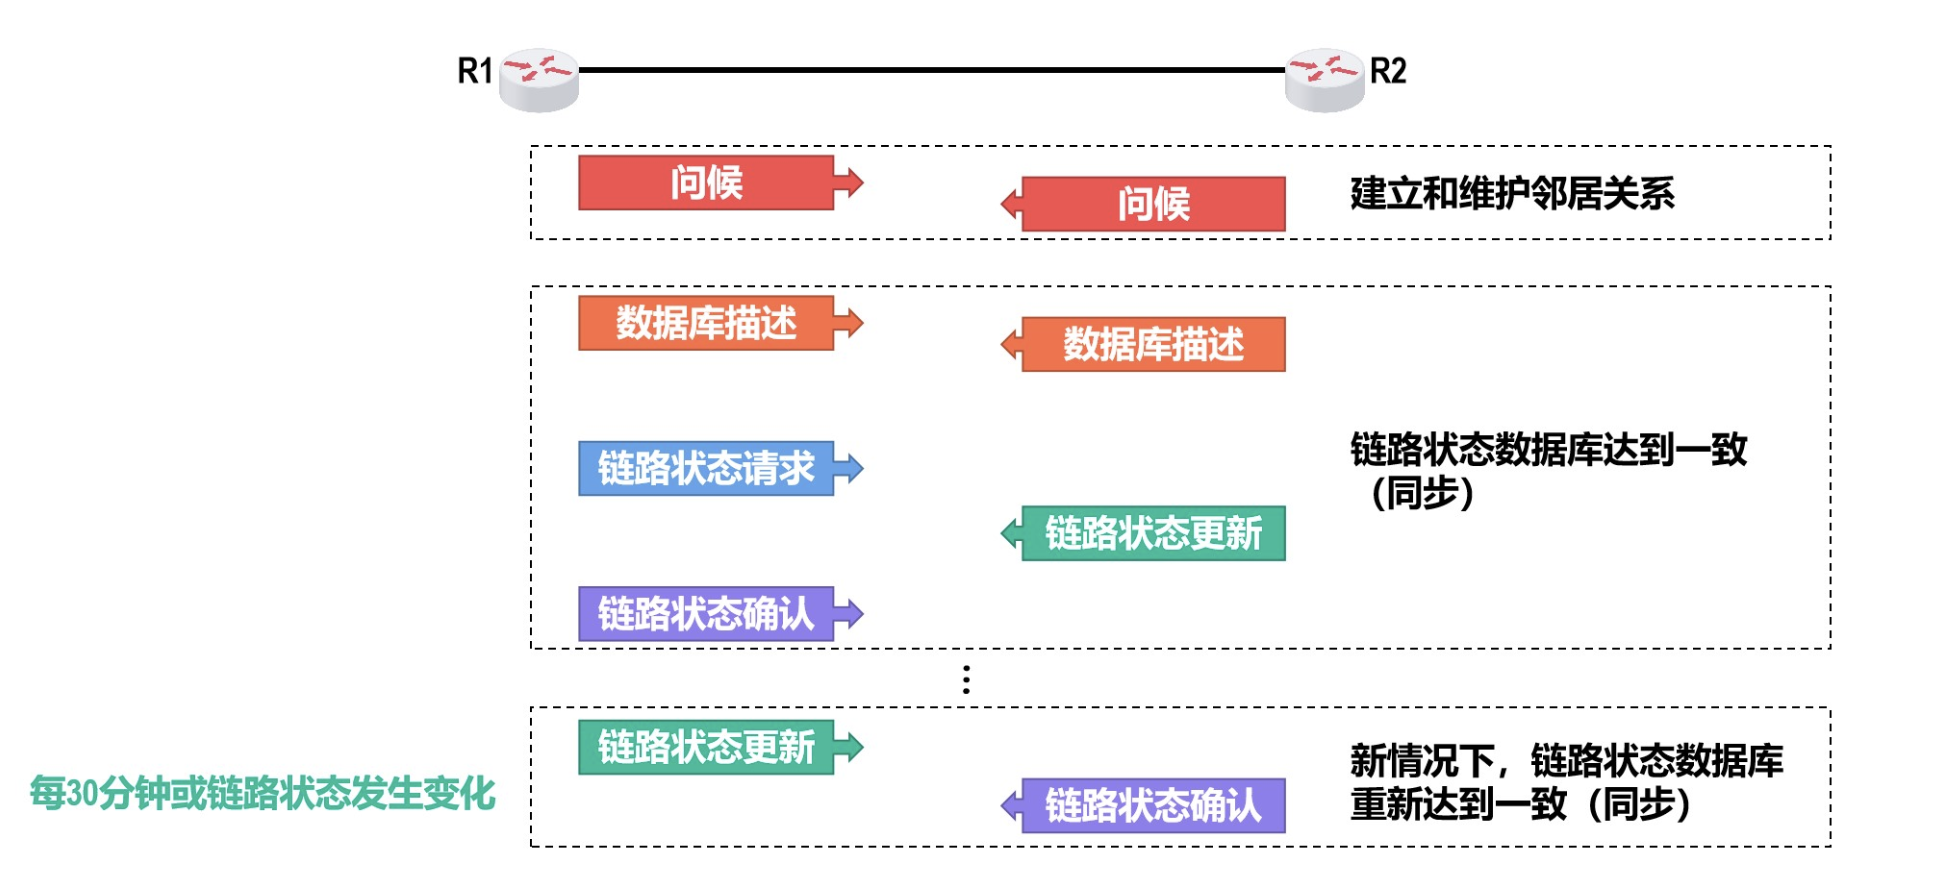 R1
R2
问候
问候
建立和维护邻居关系
数据库描述
数据库描述
链路状态请求
链路状态数据库达到一致
（同步）
链路状态更新
链路状态确认
链路状态更新
每30分钟或链路状态发生变化
链路状态确认
新情况下，链路状态数据库
重新达到一致（同步）